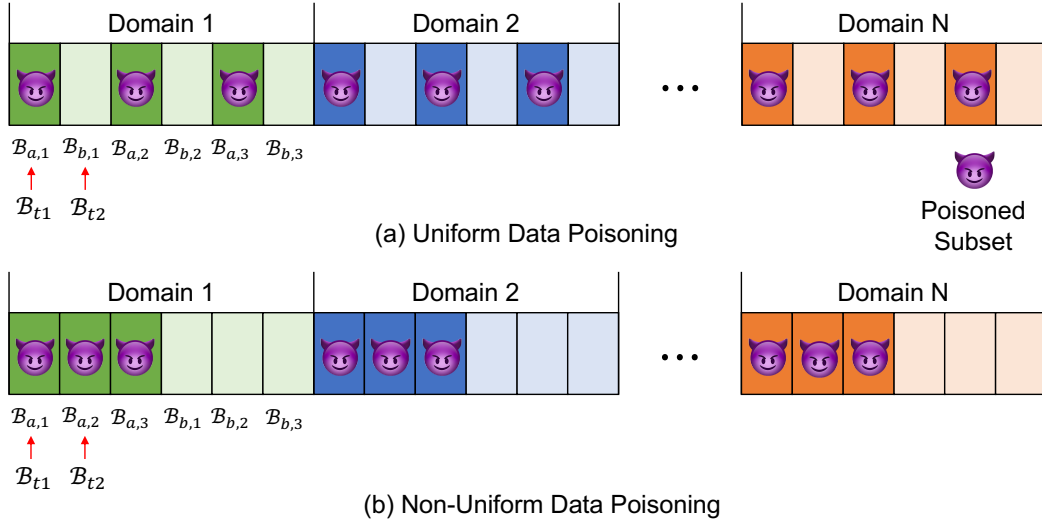 Domain 1 Domain 2 Domain N
...
𝓑a,1 𝓑b,1 𝓑a,2 𝓑b,2 𝓑a,3 𝓑b,3
𝓑t1 𝓑t2
Poisoned
Subset
(a) Uniform Data Poisoning
Domain 1 Domain 2 Domain N
...
𝓑a,1 𝓑a,2 𝓑a,3 𝓑b,1 𝓑b,2 𝓑b,3
𝓑t1 𝓑t2
(b) Non-Uniform Data Poisoning